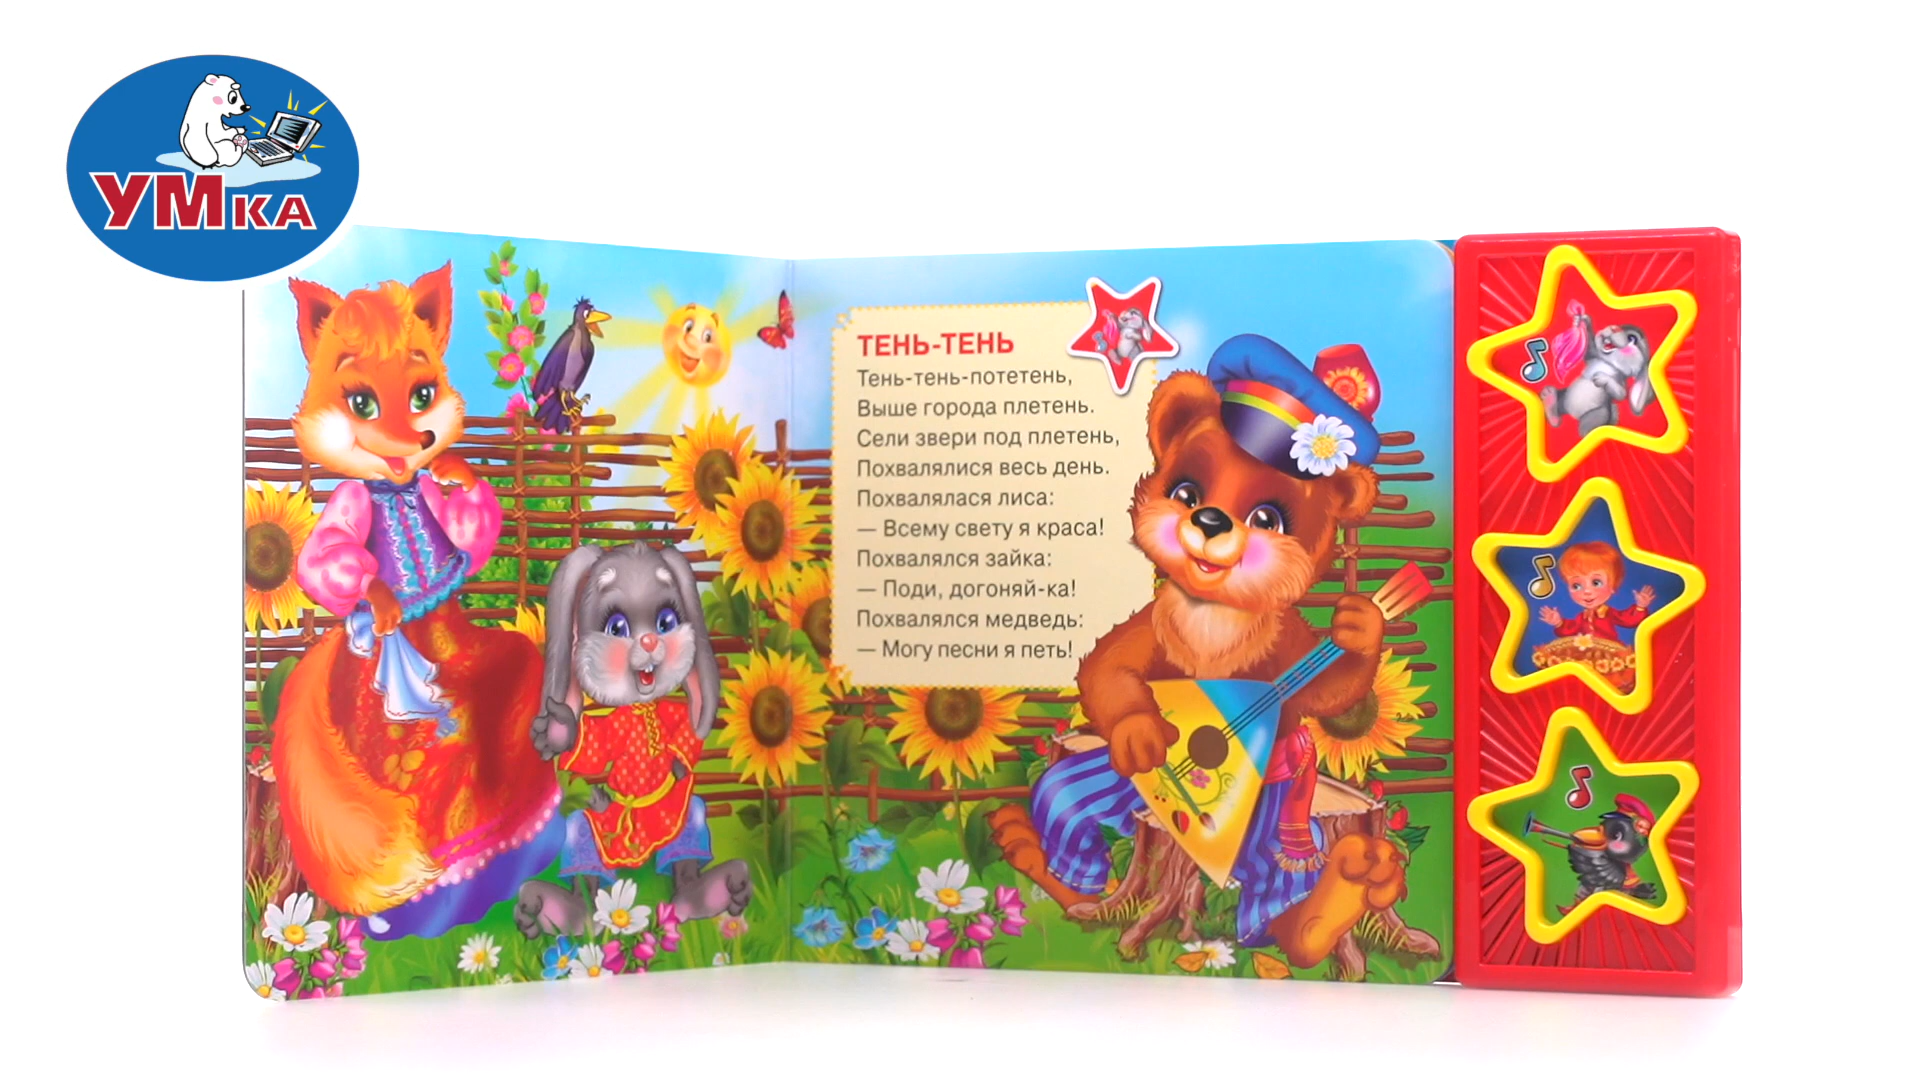 УМКА
ТЕНЬ-ТЕНЬ
Тень-тень-потетень,
Выше города плетень.
Сели звери под плетень,
Похвалялися весь день.
Похвалялася лиса:
— Всему свету я краса!
Похвалялся зайка:
— Поди, догоняй-ка!
Похвалялся медведь:
— Могу песни я петь!